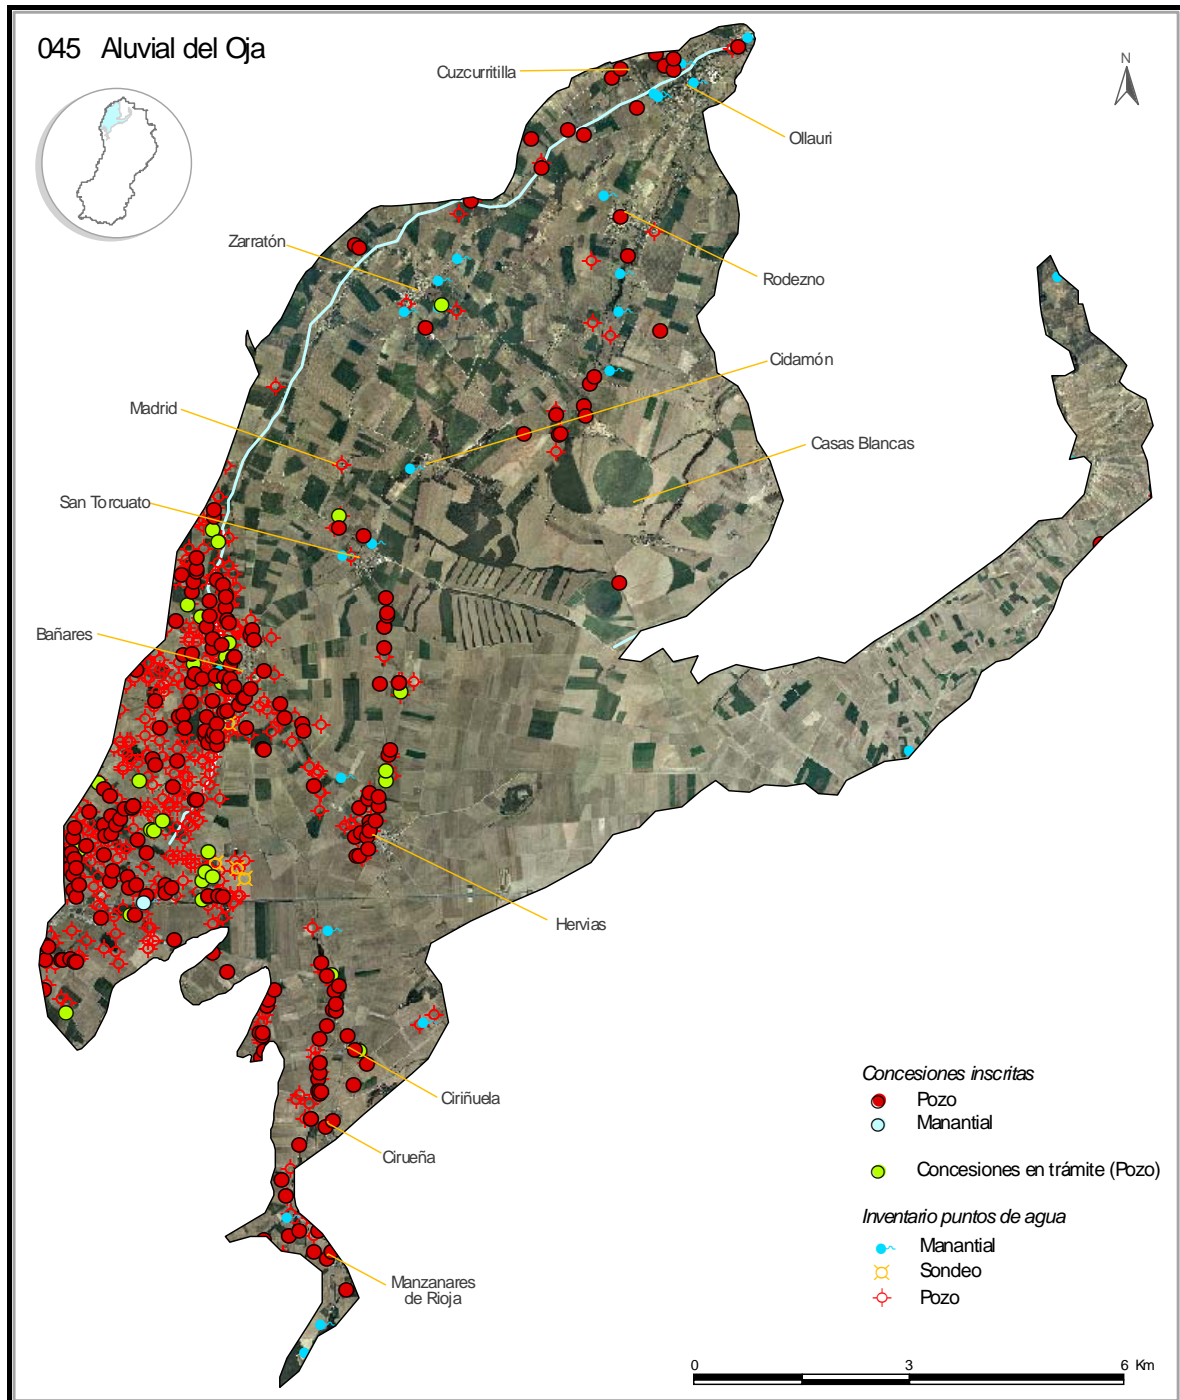 045 Aluvial del Oja
N
Cuzcurritilla
Ollauri
Zarratón
Rodezno
Cidamón
Madrid
Casas Blancas
San Torcuato
Bañares
Hervias
Ciriñuela
Cirueña
Manzanares
de Rioja
Concesiones inscritas
Pozo
Manantial
Concesiones en trámite (Pozo)
Inventario puntos de agua
Manantial
Sondeo
Pozo
0 3 6 Km